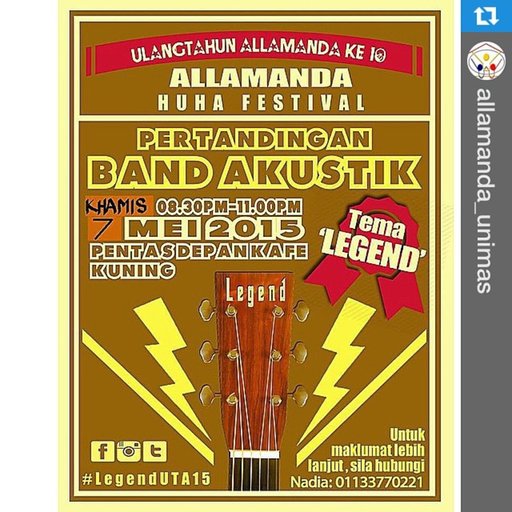 ULANGTAHUN ALLAMANDA KE 10
ALLAMANDA
HUHA FESTIVAL
PERTANDINGAN
BAND AKUSTIK
KHAMIS 08.30PM-11.00PM
7 MEI 2015
PENTAS DEPAN KAFE
KUNING
Tema
'LEGEND'
Legend
Untuk
maklumat lebih
lanjut, sila hubungi
Nadia: 01133770221
#LegendUTA15
allamanda_unimas